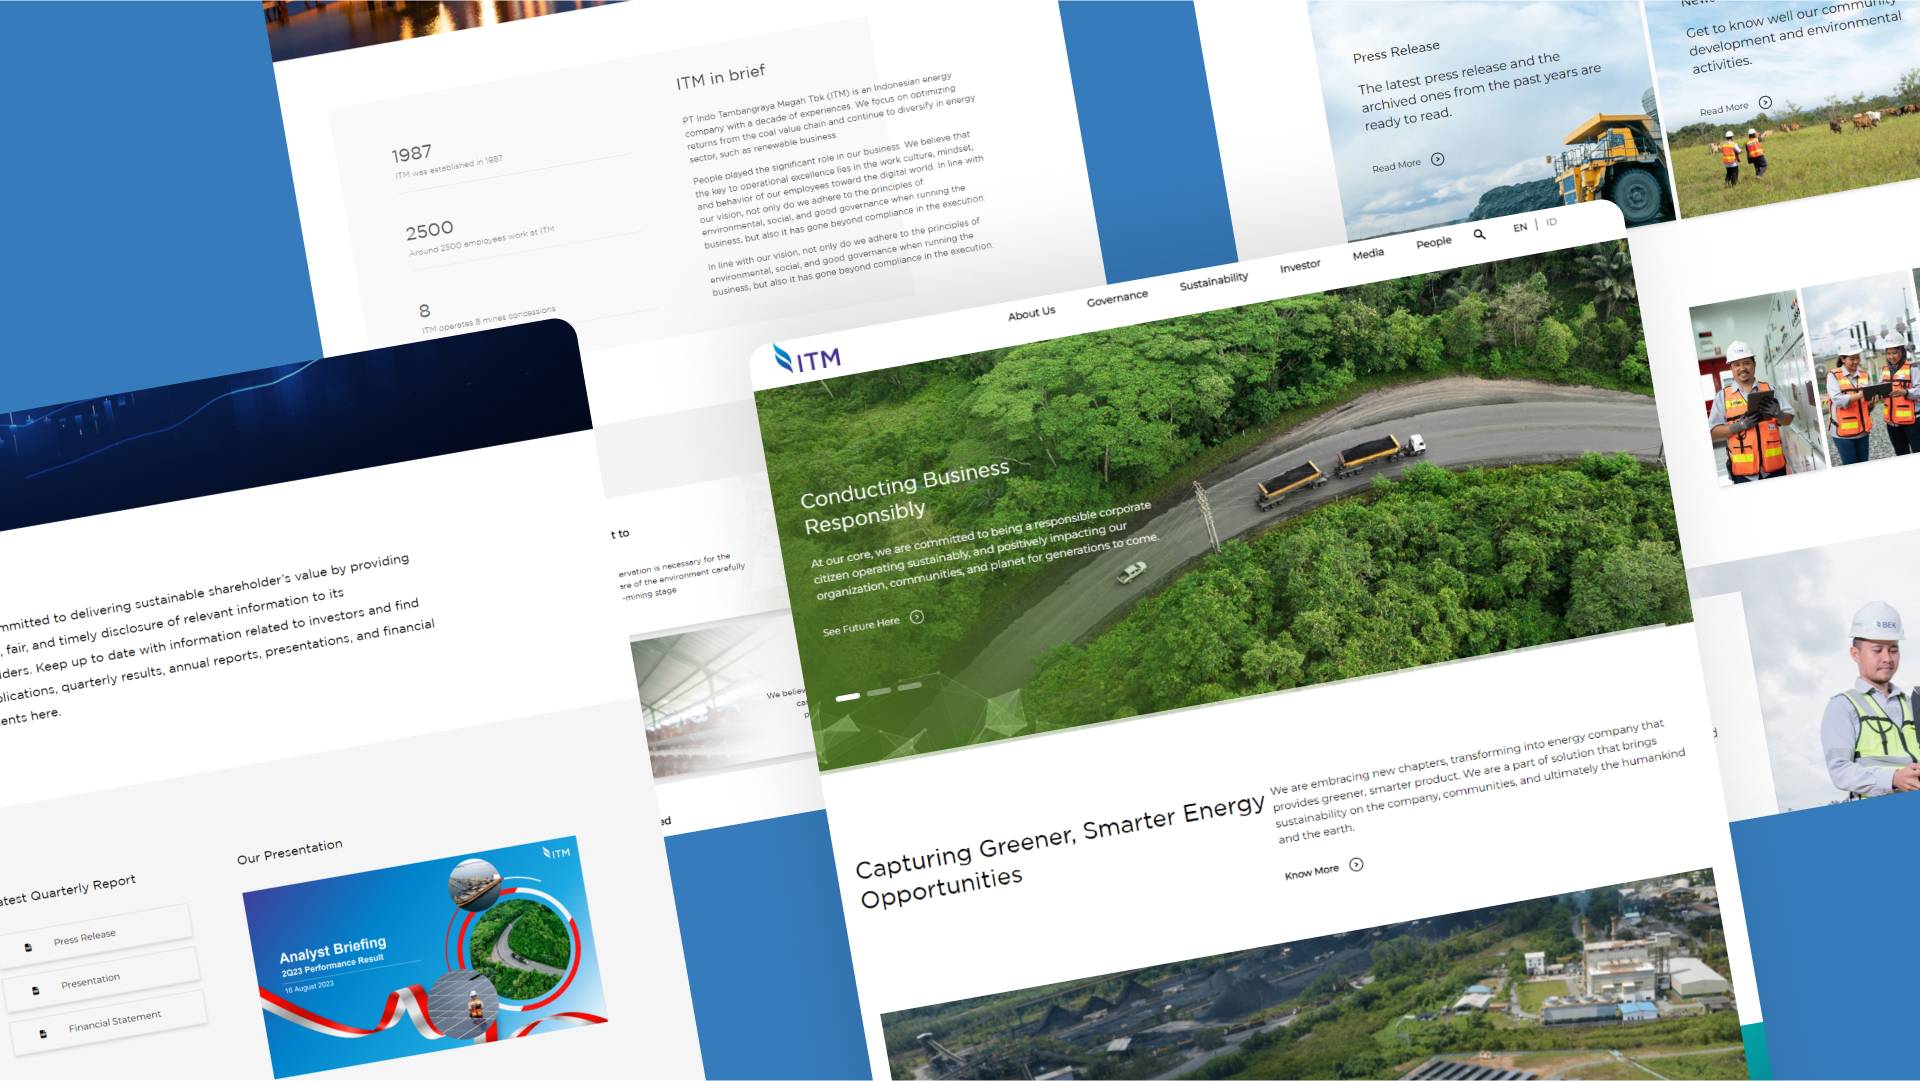 ITM in brief
PT Indo Tambangraya Megah Tbk (ITM) is an Indonesian energy
company with a decade of experiences. We focus on optimizing
returns from the coal value chain and continue to diversify in energy
sector, such as renewable business.
People played the significant role in our business. We believe that
the key to operational excellence lies in the work culture, mindset,
and behavior of our employees toward the digital world. In line with
our vision, not only do we adhere to the principles of
environmental, social, and good governance when running the
business, but also it has gone beyond compliance in the execution.
In line with our vision, not only do we adhere to the principles of
environmental, social, and good governance when running the
business, but also it has gone beyond compliance in the execution.
1987
ITM was established in 1987
2500
Around 2500 employees work at ITM
8
ITM operates 8 mines concessions
Press Release
The latest press release and the
archived ones from the past years are
ready to read.
Read More
Get to know well our community
development and environmental
activities.
Read More
ITM
About Us
Governance
Sustainability
Investor
Media
People
EN | ID
Conducting Business
Responsibly
At our core, we are committed to being a responsible corporate
citizen operating sustainably, and positively impacting our
organization, communities, and planet for generations to come.
See Future Here
Capturing Greener, Smarter Energy
Opportunities
We are embracing new chapters, transforming into energy company that
provides greener, smarter product. We are a part of solution that brings
sustainability on the company, communities, and ultimately the humankind
and the earth.
Know More
t to
ervation is necessary for the
are of the environment carefully
-mining stage
We believ
ca
p
ed
mmitted to delivering sustainable shareholder's value by providing
, fair, and timely disclosure of relevant information to its
lders. Keep up to date with information related to investors and find
plications, quarterly results, annual reports, presentations, and financial
ents here.
atest Quarterly Report
Press Release
Presentation
Financial Statement
Our Presentation
ITM
Analyst Briefing
2Q23 Performance Result
16 August 2023
BEK
d